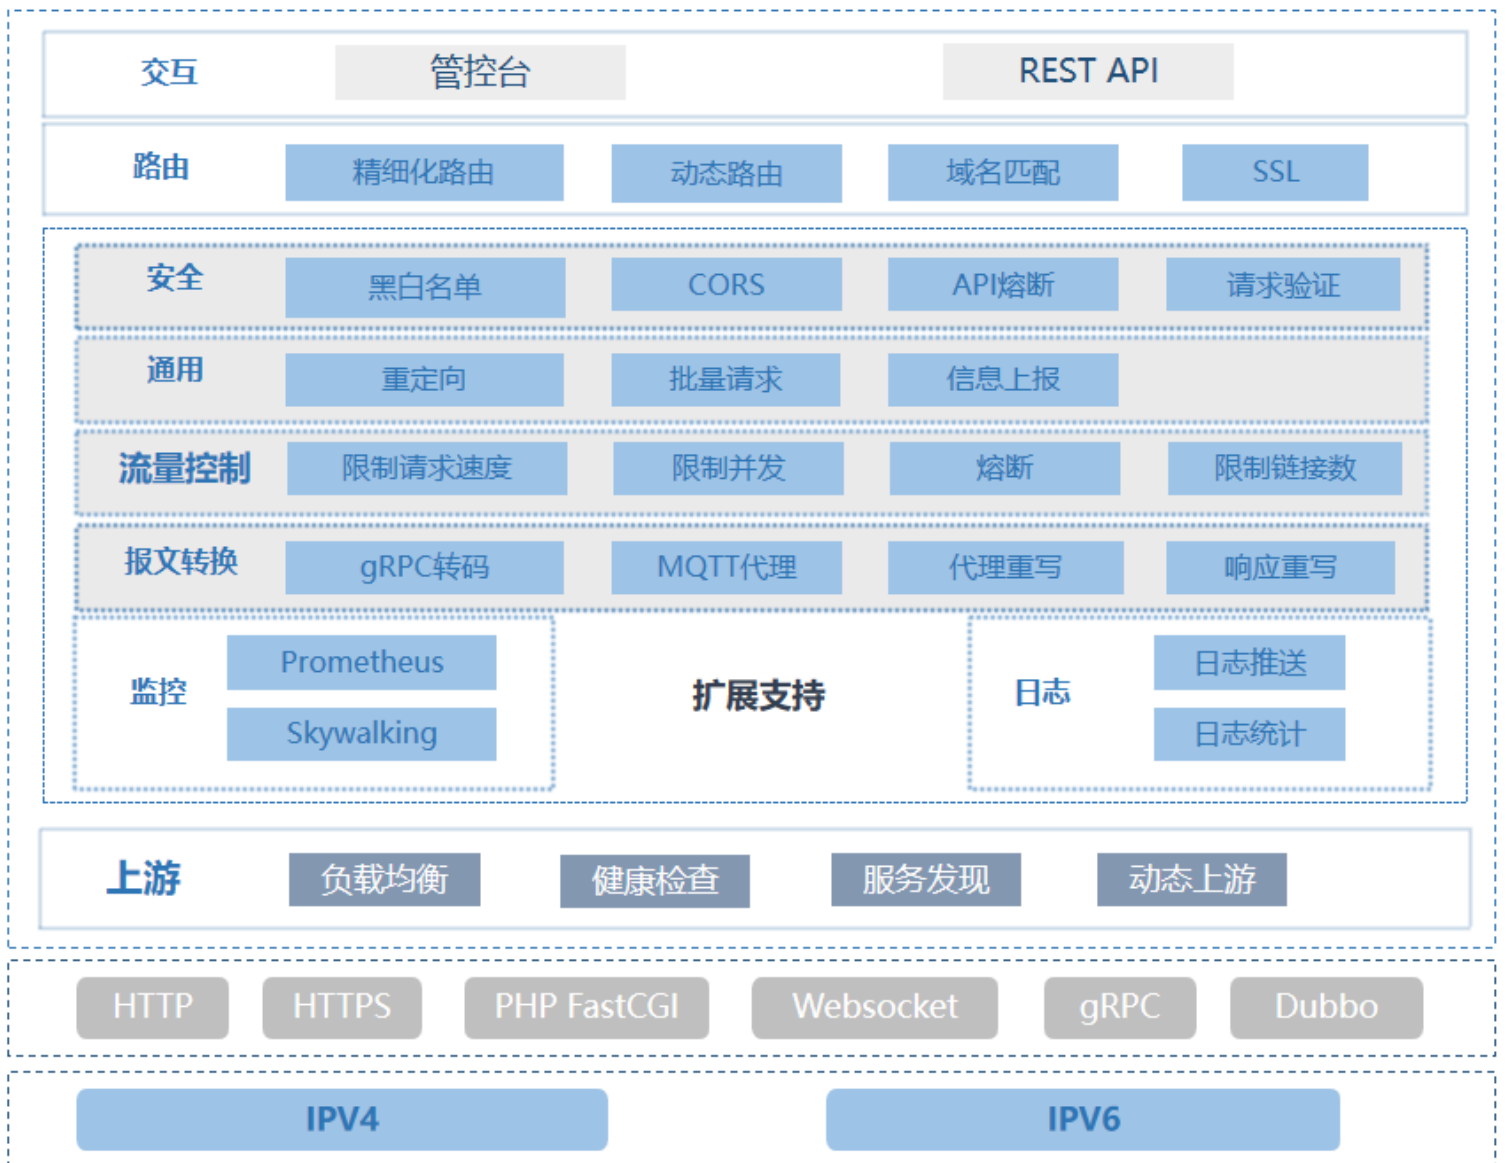 交互 管控台 REST API
路由 精细化路由 动态路由 域名匹配 SSL
安全 黑白名单 CORS API熔断 请求验证
通用 重定向 批量请求 信息上报
流量控制 限制请求速度 限制并发 熔断 限制链接数
报文转换 gRPC转码 MQTT代理 代理重写 响应重写
监控
Prometheus
Skywalking
扩展支持
日志
日志推送
日志统计
上游 负载均衡 健康检查 服务发现 动态上游
HTTP HTTPS PHP FastCGI Websocket gRPC Dubbo
IPV4 IPV6